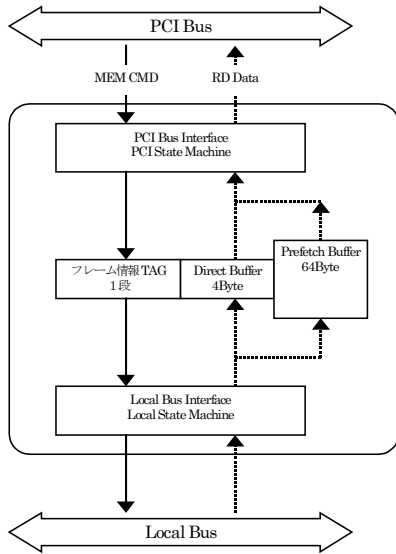 PCI Bus
MEM CMD
RD Data
PCI Bus Interface
PCI State Machine
フレーム情報TAG
1段
Direct Buffer
4Byte
Prefetch Buffer
64Byte
Local Bus Interface
Local State Machine
Local Bus